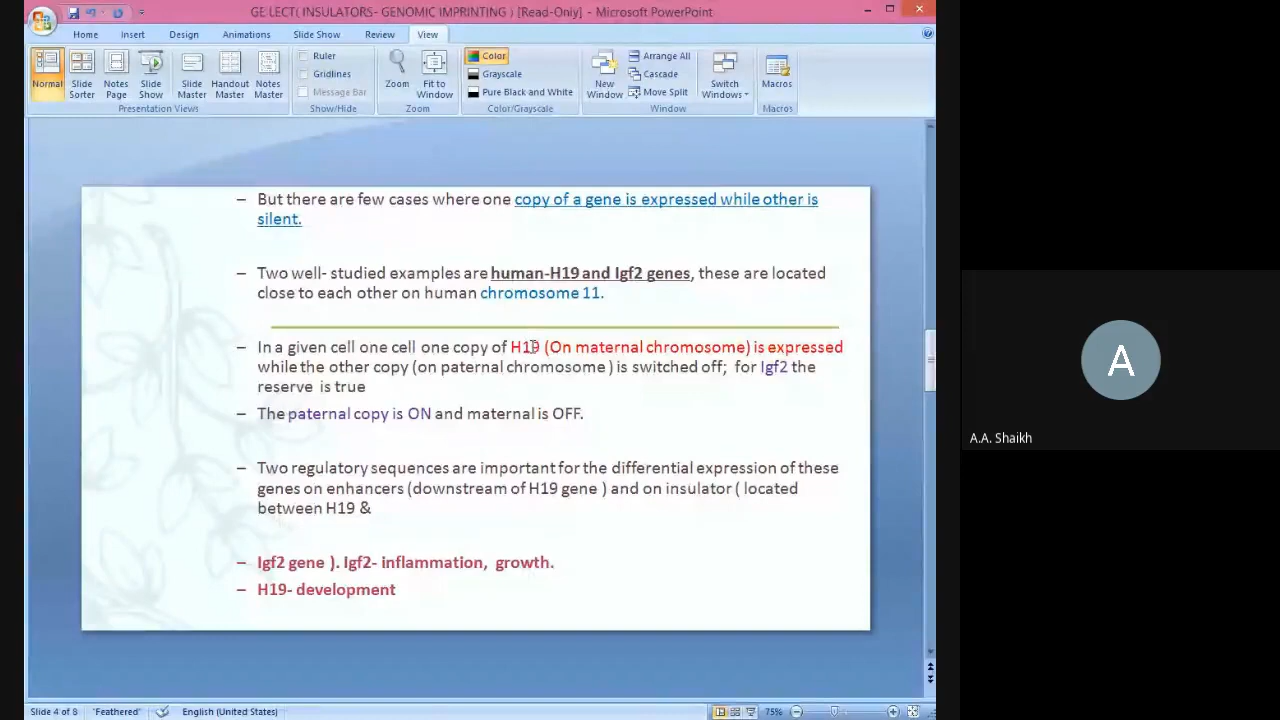 GE LECT( INSULATORS- GENOMIC IMPRINTING ) [Read-Only] - Microsoft PowerPoint
Home Insert Design Animations Slide Show Review View
Normal Slide Sorter Notes Page Slide Show Slide Master Handout Master Notes Master
Presentation Views
Ruler
Gridlines
Message Bar
Show/Hide
Zoom Fit to Window
Zoom
Color
Grayscale
Pure Black and White
Color/Grayscale
New Window
Arrange All
Cascade
Move Split
Switch Windows
Window
Macros
Macros
– But there are few cases where one copy of a gene is expressed while other is
silent.
– Two well- studied examples are human-H19 and Igf2 genes, these are located
close to each other on human chromosome 11.
– In a given cell one cell one copy of H19 (On maternal chromosome) is expressed
while the other copy (on paternal chromosome ) is switched off; for Igf2 the
reserve is true
– The paternal copy is ON and maternal is OFF.
– Two regulatory sequences are important for the differential expression of these
genes on enhancers (downstream of H19 gene ) and on insulator ( located
between H19 &
– Igf2 gene ). Igf2- inflammation, growth.
– H19- development
A
A.A. Shaikh
Slide 4 of 8 "Feathered" English (United States) 75%